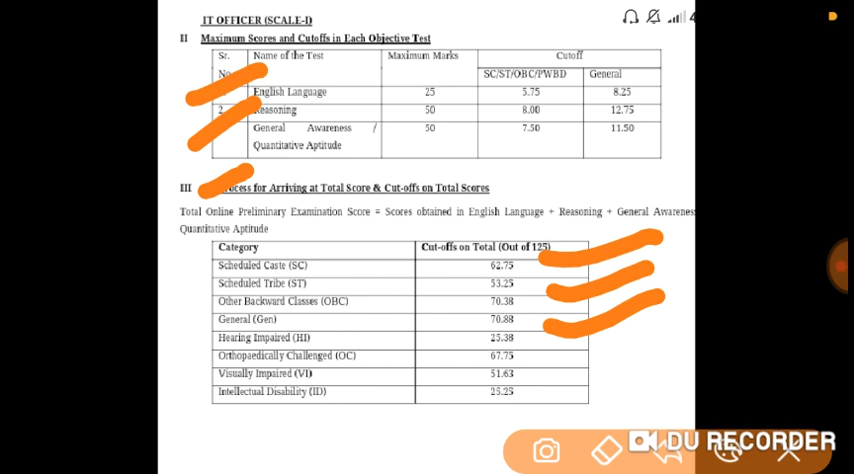 IT OFFICER (SCALE-I)
II Maximum Scores and Cutoffs in Each Objective Test
Sr. No Name of the Test Maximum Marks Cutoff
SC/ST/OBC/PWBD General
English Language 25 5.75 8.25
2 Reasoning 50 8.00 12.75
General Awareness / Quantitative Aptitude 50 7.50 11.50
III for Arriving at Total Score & Cut-offs on Total Scores
Total Online Preliminary Examination Score = Scores obtained in English Language + Reasoning + General
Quantitative Aptitude
Category Cut-offs on Total (Out of 125)
Scheduled Caste (SC) 62.75
Scheduled Tribe (ST) 53.25
Other Backward Classes (OBC) 70.38
General (Gen) 70.88
Hearing Impaired (HI) 25.38
Orthopaedically Challenged (OC) 67.75
Visually Impaired (VI) 51.63
Intellectual Disability (ID) 25.25
DU RECORDER